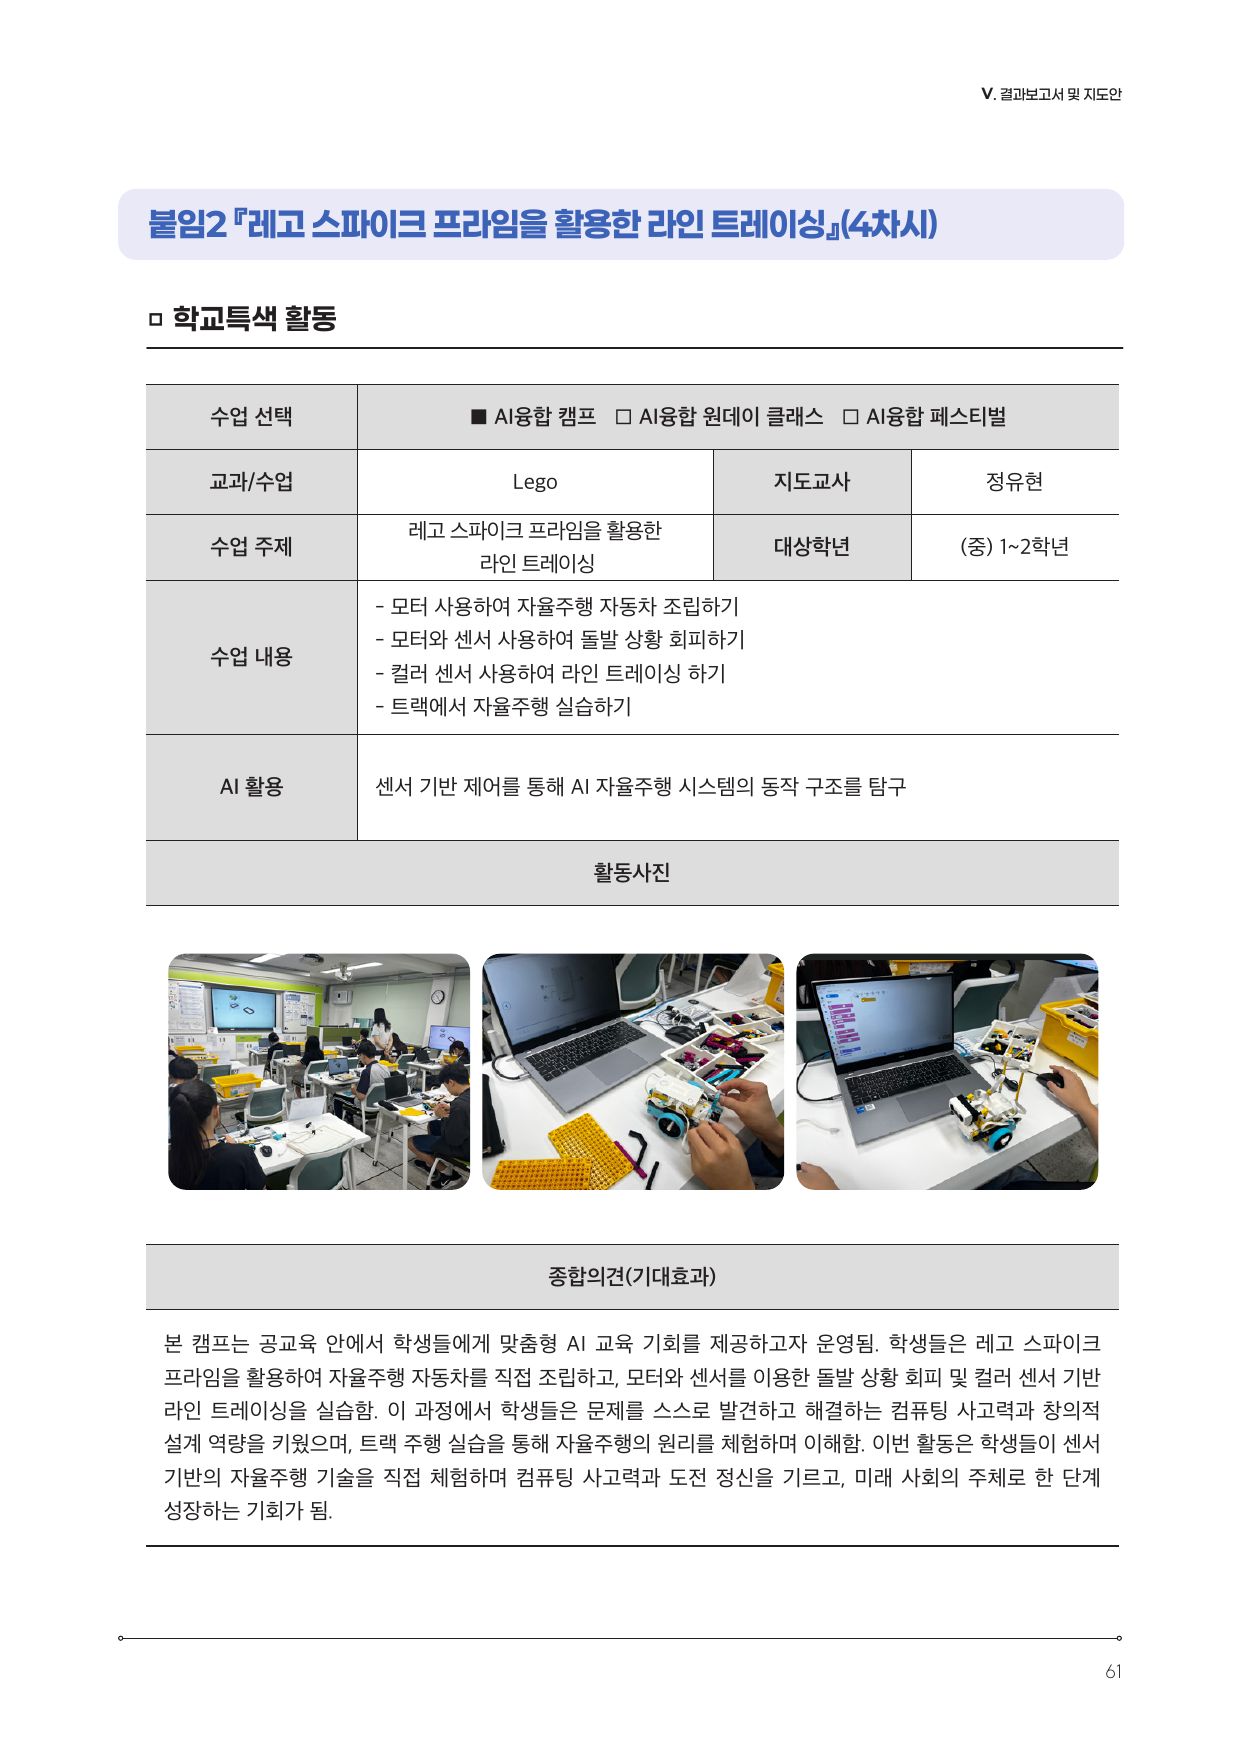 Ⅴ. 결과보고서 및 지도안
붙임2 『레고 스파이크 프라임을 활용한 라인 트레이싱』(4차시)
□ 학교특색 활동
수업 선택
■ AI융합 캠프 □ AI융합 원데이 클래스 □ AI융합 페스티벌
교과/수업
Lego
지도교사
정유현
수업 주제
레고 스파이크 프라임을 활용한
라인 트레이싱
대상학년
(중) 1~2학년
수업 내용
- 모터 사용하여 자율주행 자동차 조립하기
- 모터와 센서 사용하여 돌발 상황 회피하기
- 컬러 센서 사용하여 라인 트레이싱 하기
- 트랙에서 자율주행 실습하기
AI 활용
센서 기반 제어를 통해 AI 자율주행 시스템의 동작 구조를 탐구
활동사진
종합의견(기대효과)
본 캠프는 공교육 안에서 학생들에게 맞춤형 AI 교육 기회를 제공하고자 운영됨. 학생들은 레고 스파이크
프라임을 활용하여 자율주행 자동차를 직접 조립하고, 모터와 센서를 이용한 돌발 상황 회피 및 컬러 센서 기반
라인 트레이싱을 실습함. 이 과정에서 학생들은 문제를 스스로 발견하고 해결하는 컴퓨팅 사고력과 창의적
설계 역량을 키웠으며, 트랙 주행 실습을 통해 자율주행의 원리를 체험하며 이해함. 이번 활동은 학생들이 센서
기반의 자율주행 기술을 직접 체험하며 컴퓨팅 사고력과 도전 정신을 기르고, 미래 사회의 주체로 한 단계
성장하는 기회가 됨.
61